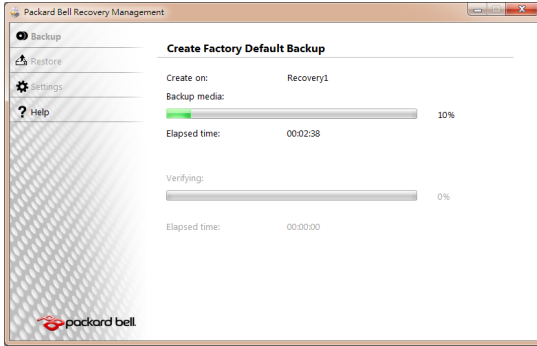 Packard Bell Recovery Management
Backup
Restore
Settings
? Help
Create Factory Default Backup
Create on: Recovery1
Backup media:
10%
Elapsed time: 00:02:38
Verifying:
0%
Elapsed time: 00:00:00
packard bell.